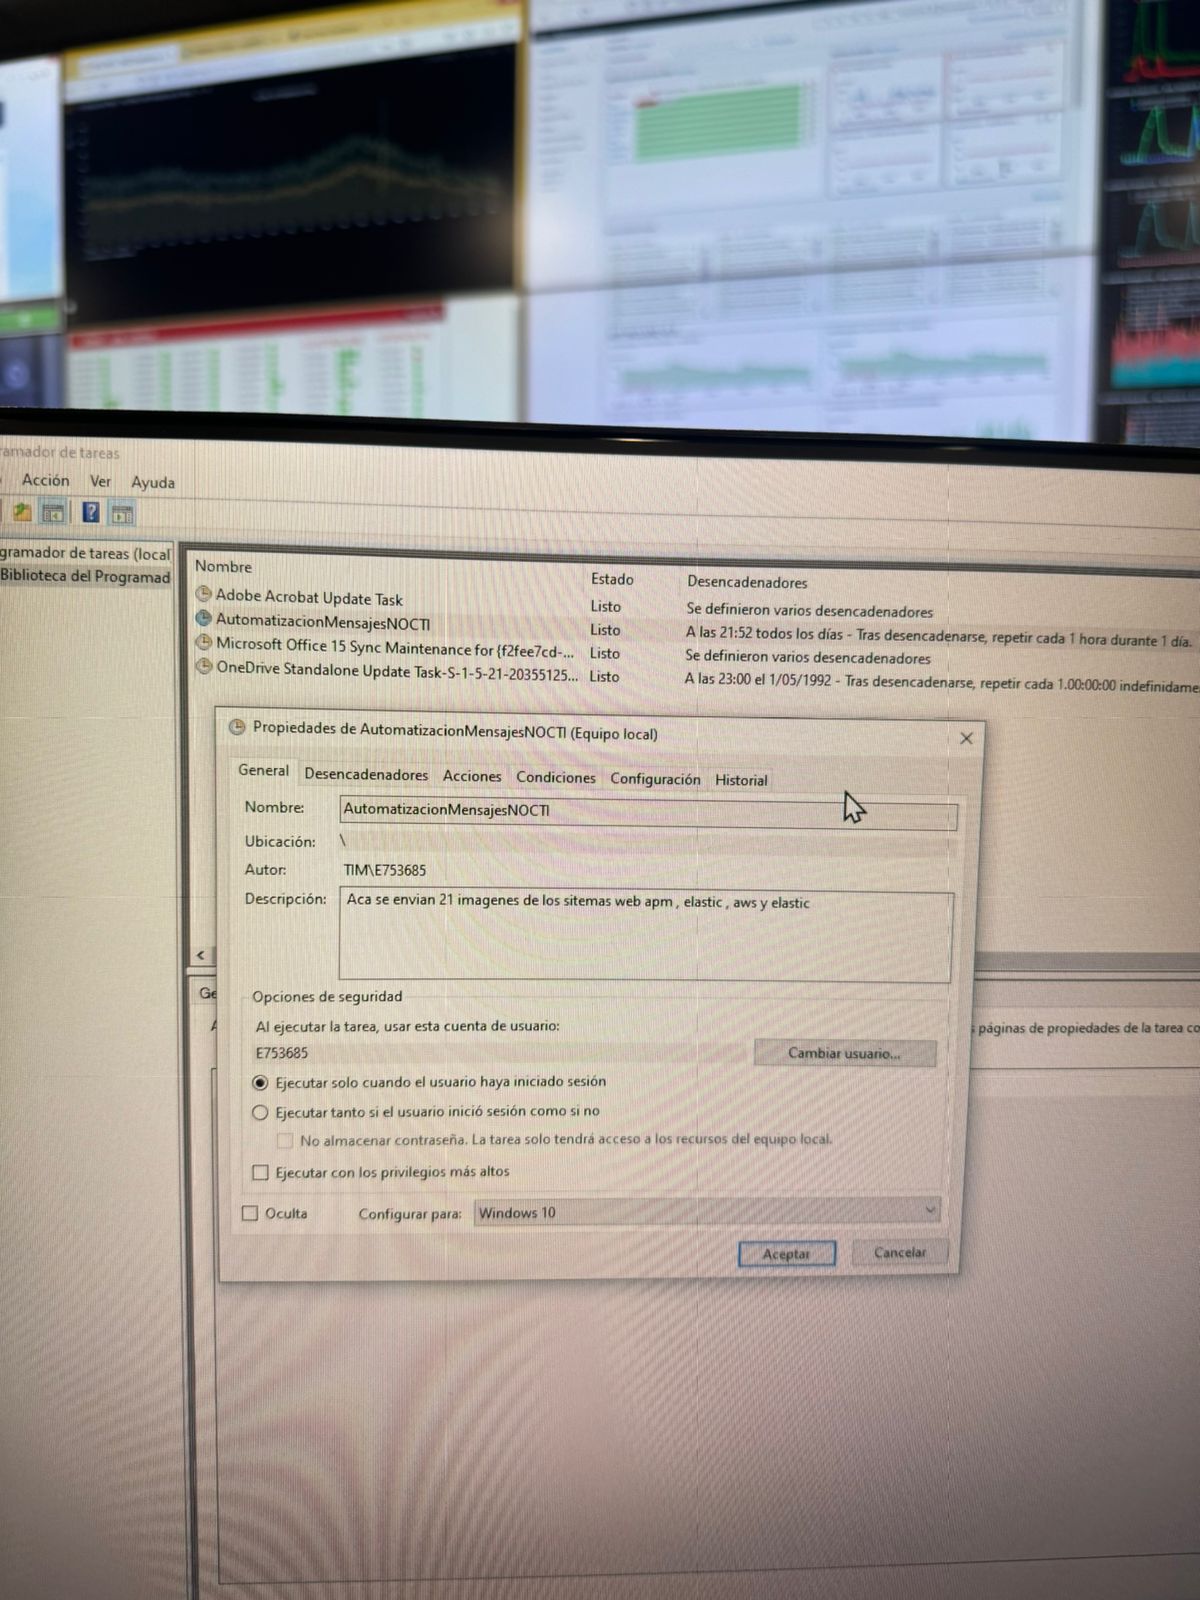 ramador de tareas
Acción Ver Ayuda
gramador de tareas (local
Biblioteca del Programad
Nombre Estado Desencadenadores
Adobe Acrobat Update Task Listo Se definieron varios desencadenadores
AutomatizacionMensajesNOCTI Listo A las 21:52 todos los días - Tras desencadenarse, repetir cada 1 hora durante 1 día.
Microsoft Office 15 Sync Maintenance for {f2fee7cd-... Listo Se definieron varios desencadenadores
OneDrive Standalone Update Task-S-1-5-21-20355125... Listo A las 23:00 el 1/05/1992 - Tras desencadenarse, repetir cada 1.00:00:00 indefinidame
Propiedades de AutomatizacionMensajesNOCTI (Equipo local)
General Desencadenadores Acciones Condiciones Configuración Historial
Nombre: AutomatizacionMensajesNOCTI
Ubicación: \
Autor: TIM\E753685
Descripción: Aca se envian 21 imagenes de los sitemas web apm , elastic , aws y elastic
Ge
Opciones de seguridad
Al ejecutar la tarea, usar esta cuenta de usuario:
páginas de propiedades de la tarea co
E753685 Cambiar usuario...
Ejecutar solo cuando el usuario haya iniciado sesión
Ejecutar tanto si el usuario inició sesión como si no
No almacenar contraseña. La tarea solo tendrá acceso a los recursos del equipo local.
Ejecutar con los privilegios más altos
Oculta Configurar para: Windows 10
Aceptar Cancelar